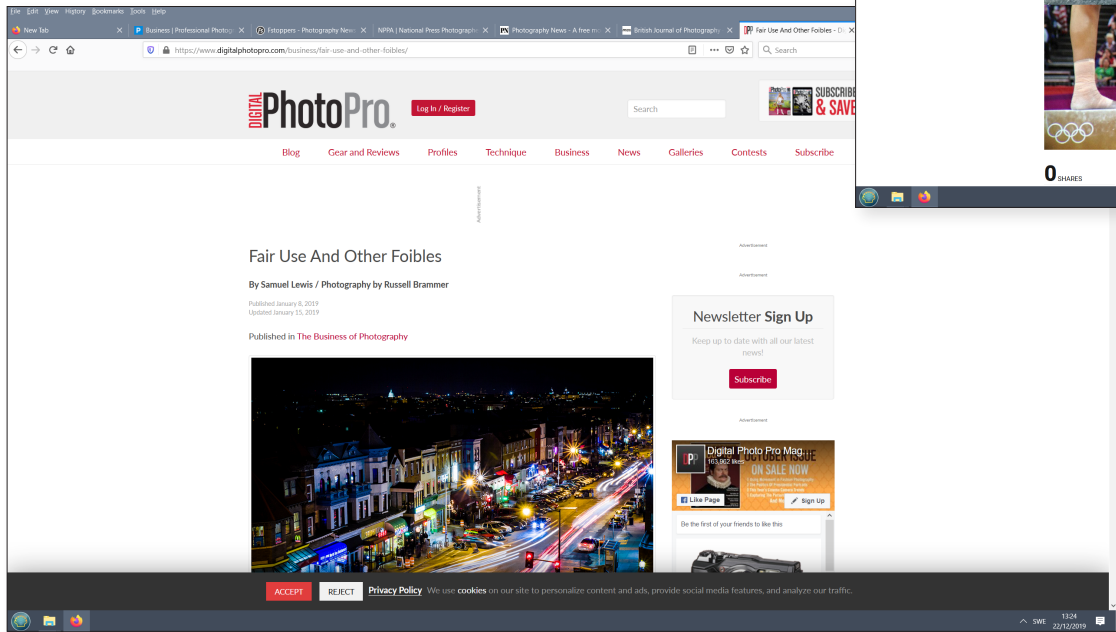 File Edit View History Bookmarks Tools Help
New Tab
Business | Professional Photog
Fstoppers - Photography News
NPPA | National Press Photographe
Photography News - A free mo
British Journal of Photography
Fair Use And Other Foibles - Di
https://www.digitalphotopro.com/business/fair-use-and-other-foibles/
Search
DIGITAL PhotoPro®
Log In / Register
Search
SUBSCRIBE
& SAVE
Blog Gear and Reviews Profiles Technique Business News Galleries Contests Subscribe
0 SHARES
Advertisement
Fair Use And Other Foibles
By Samuel Lewis / Photography by Russell Brammer
Published January 8, 2019
Updated January 15, 2019
Published in The Business of Photography
Advertisement
Advertisement
Newsletter Sign Up
Keep up to date with all our latest
news!
Subscribe
Advertisement
Digital Photo Pro Mag...
163,962 likes
OCTOBER ISSUE
ON SALE NOW
Like Page
Sign Up
Be the first of your friends to like this
ACCEPT REJECT Privacy Policy We use cookies on our site to personalize content and ads, provide social media features, and analyze our traffic.
SWE
13:24
22/12/2019